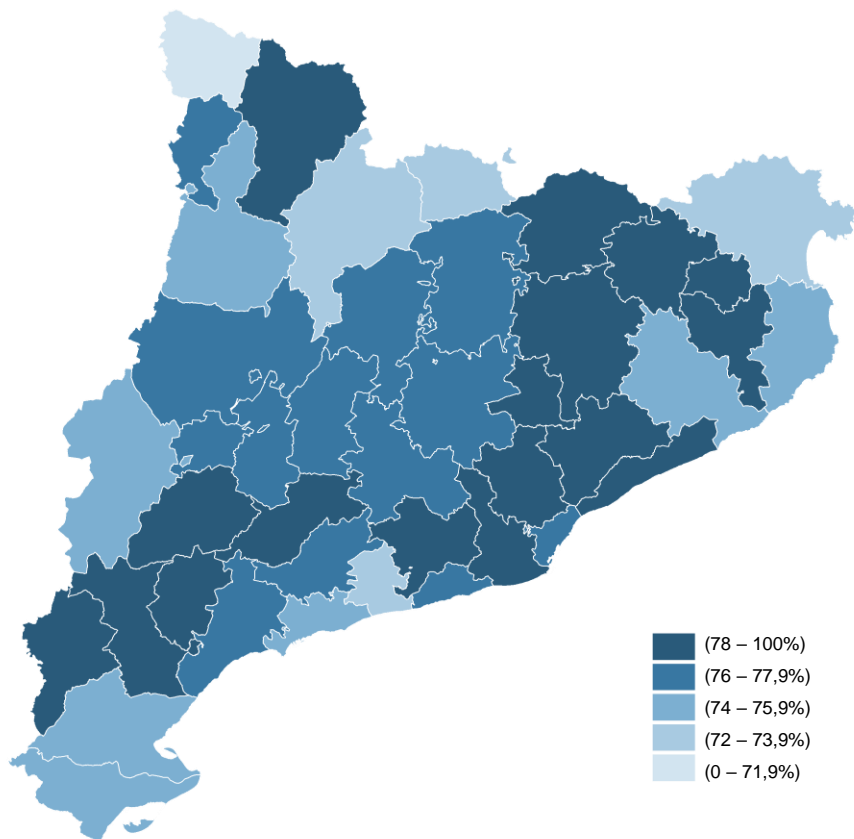 (78 – 100%)
(76 – 77,9%)
(74 – 75,9%)
(72 – 73,9%)
(0 – 71,9%)